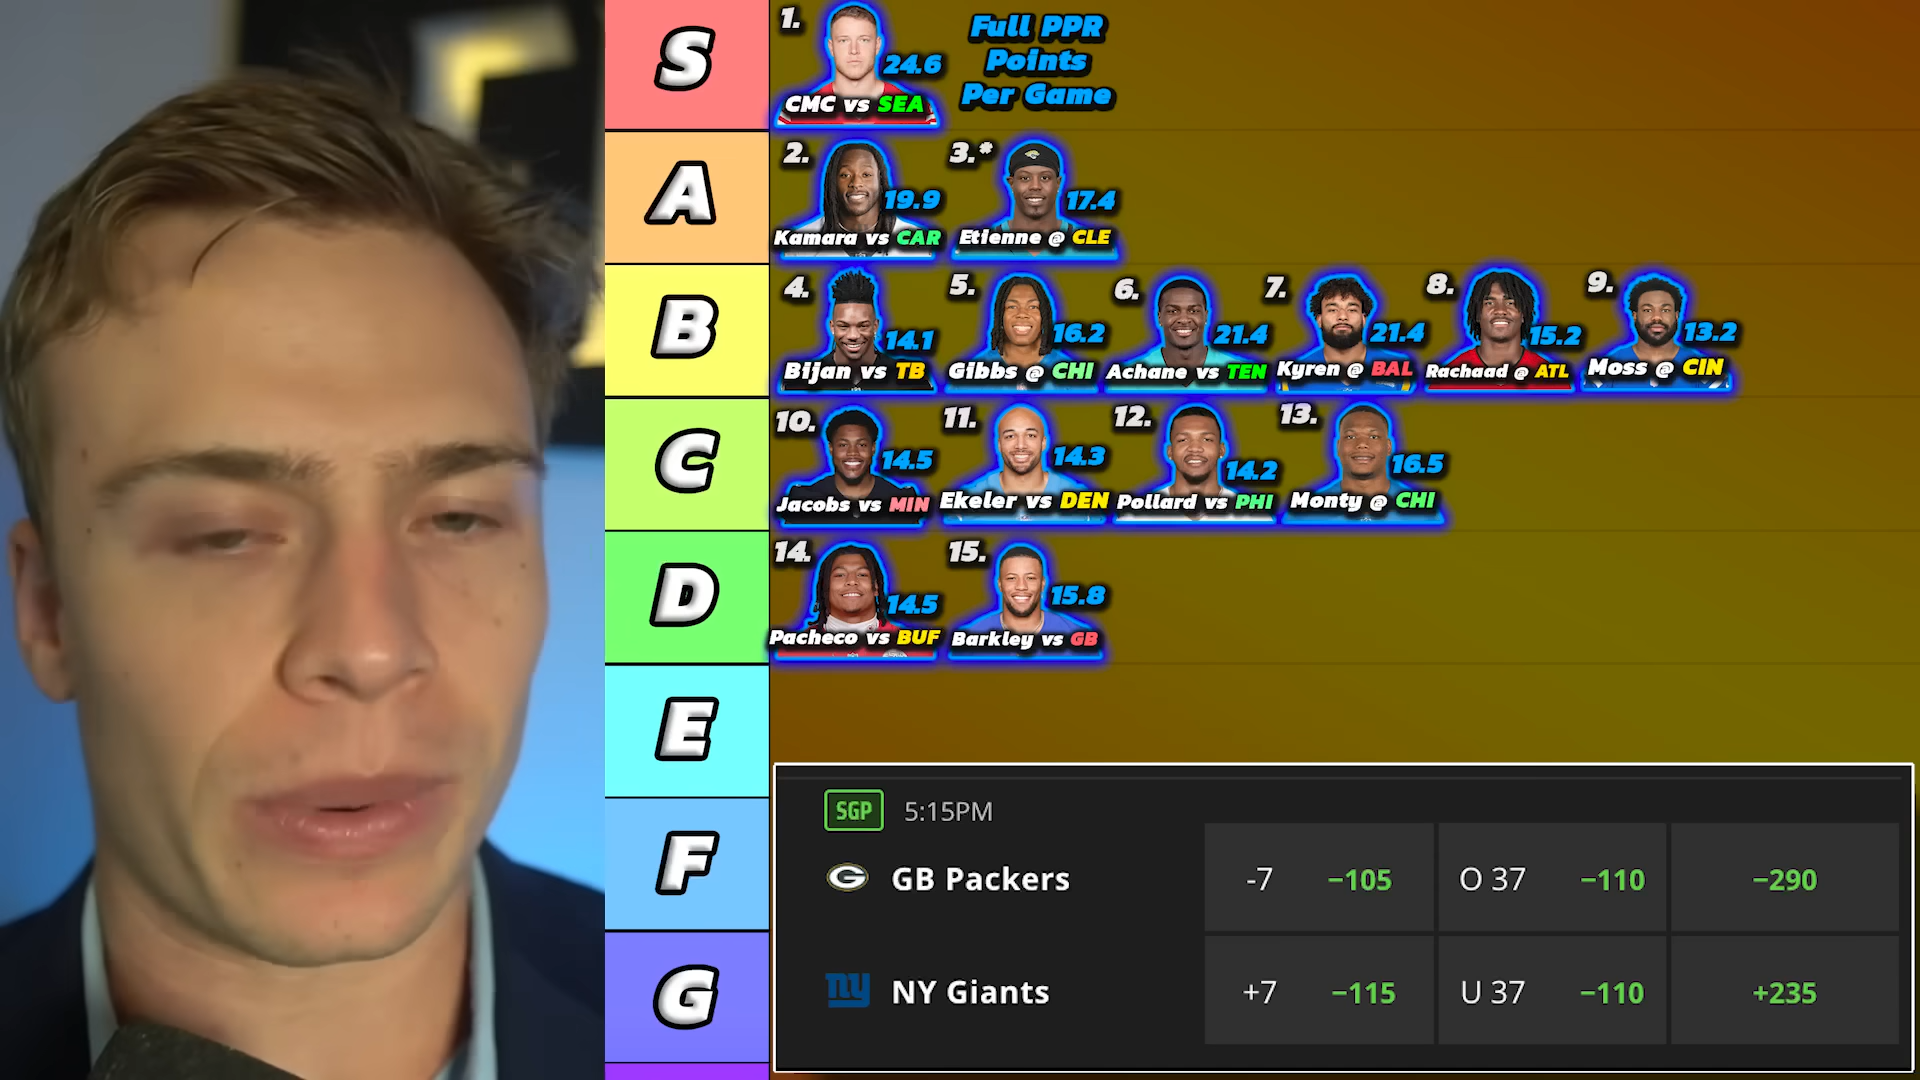 S
1.
24.6
CMC vs SEA
Full PPR
Points
Per Game
A
2.
19.9
Kamara vs CAR
3.*
17.4
Etienne @ CLE
B
4.
14.1
Bijan vs TB
5.
16.2
Gibbs @ CHI
6.
21.4
Achane vs TEN
7.
21.4
Kyren @ BAL
8.
15.2
Rachaad @ ATL
9.
13.2
Moss @ CIN
C
10.
14.5
Jacobs vs MIN
11.
14.3
Ekeler vs DEN
12.
14.2
Pollard vs PHI
13.
16.5
Monty @ CHI
D
14.
14.5
Pacheco vs BUF
15.
15.8
Barkley vs GB
E
F
G
SGP 5:15PM
G GB Packers -7 −105 O 37 −110 −290
ny NY Giants +7 −115 U 37 −110 +235